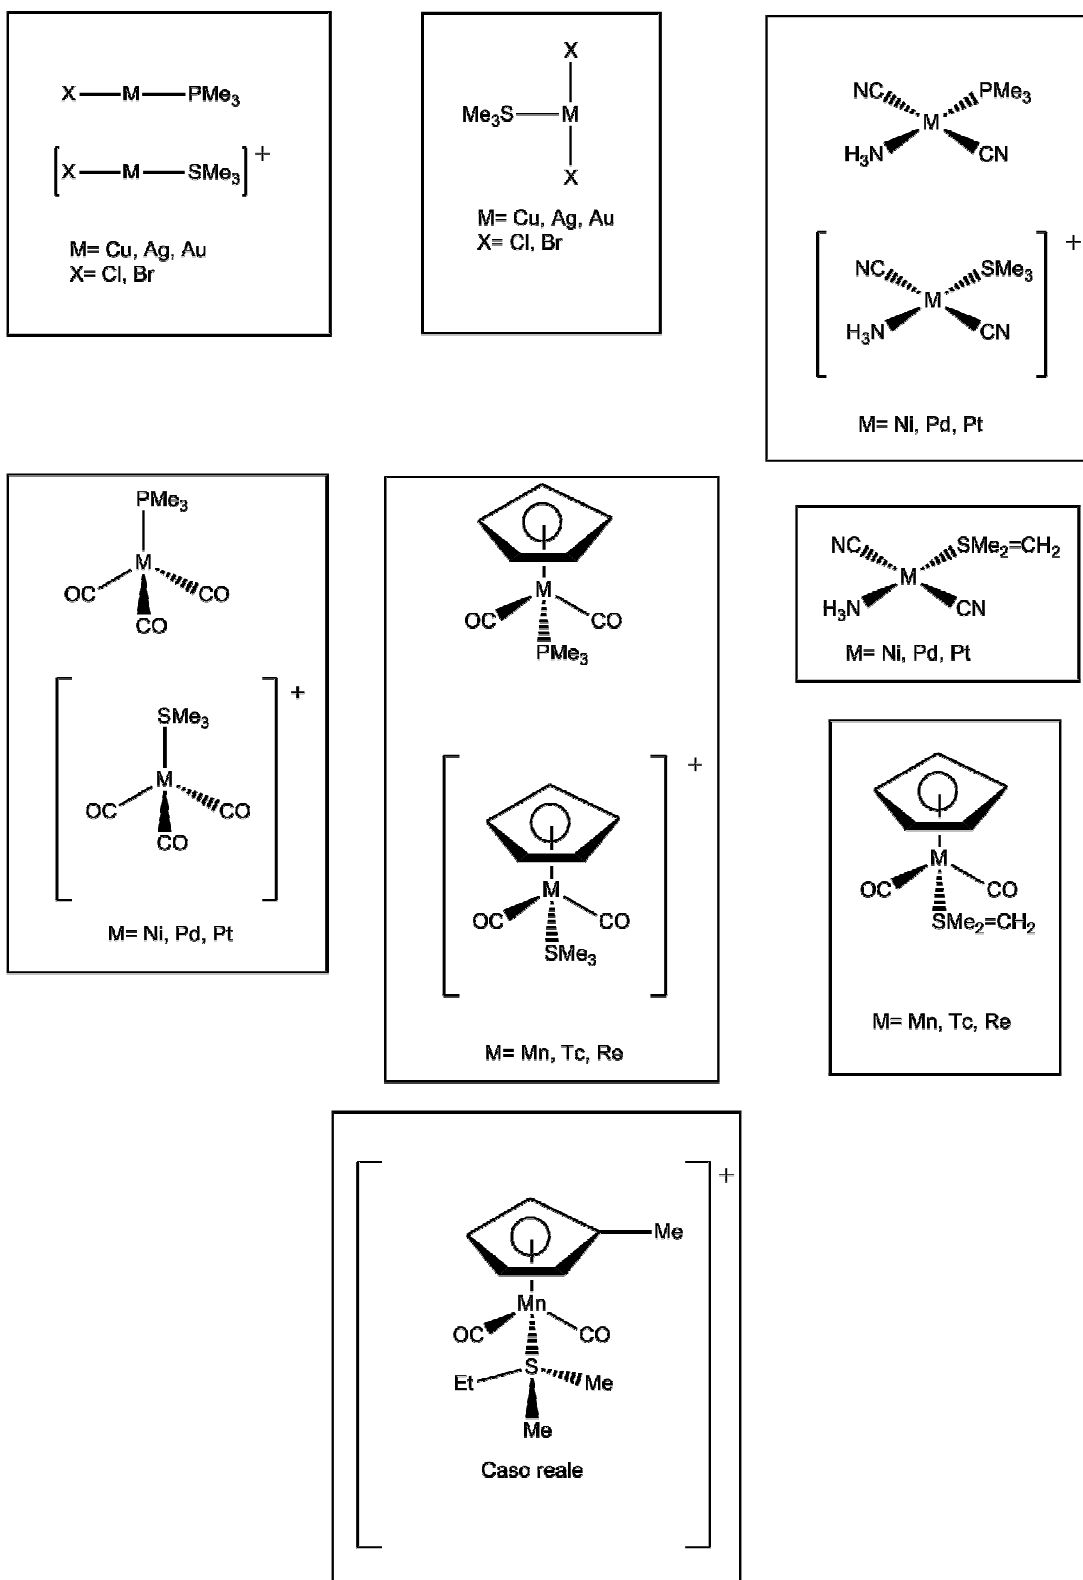 X—M—PMe3
[X—M—SMe3]+
M= Cu, Ag, Au
X= Cl, Br
X
Me3S—M
X
M= Cu, Ag, Au
X= Cl, Br
NC PMe3
M
H3N CN
+
NC SMe3
M
H3N CN
M= Ni, Pd, Pt
PMe3
M
CO CO
CO
+
SMe3
M
OC CO
CO
M= Ni, Pd, Pt
M
OC CO
PMe3
+
M
OC CO
SMe3
M= Mn, Tc, Re
NC SMe2=CH2
M
H3N CN
M= Ni, Pd, Pt
M
OC CO
SMe2=CH2
M= Mn, Tc, Re
+
Me
Mn
OC CO
S
Et Me
Me
Caso reale